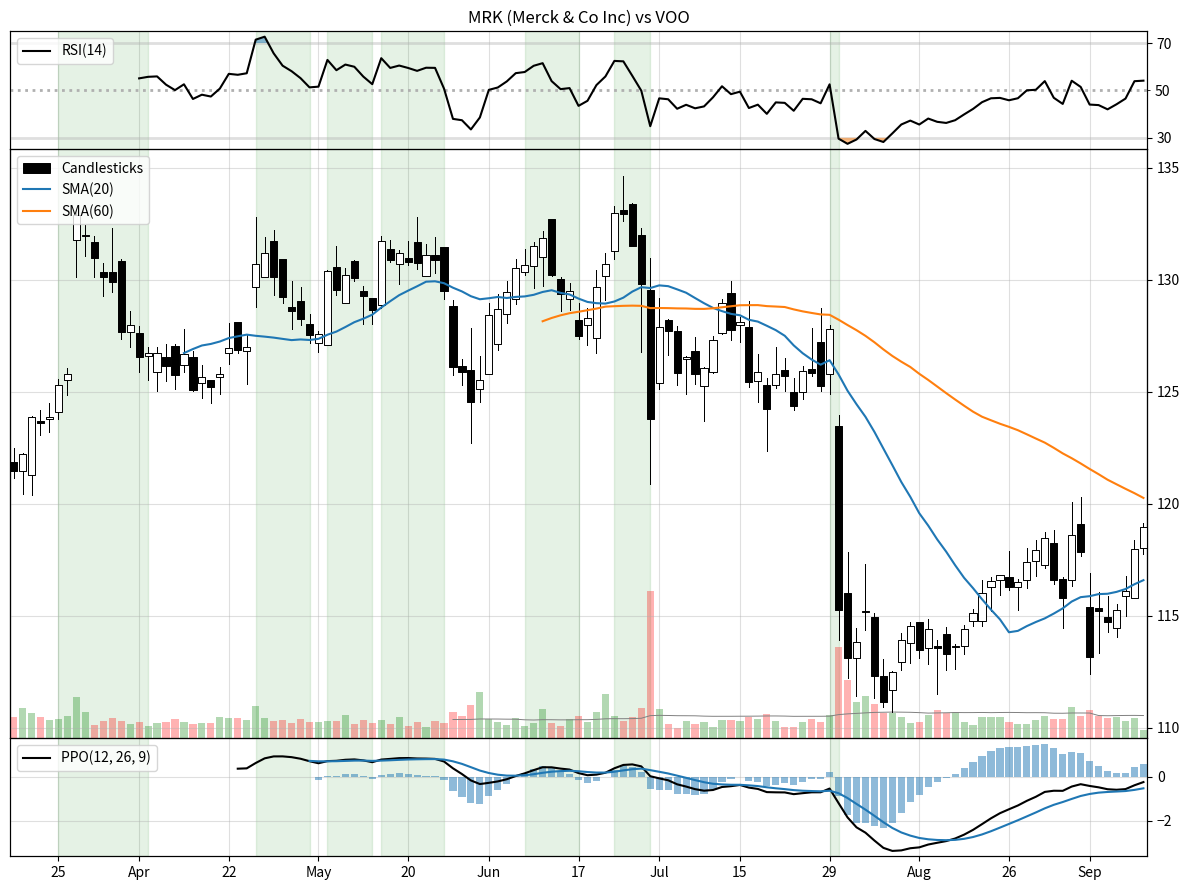 MRK (Merck & Co Inc) vs VOO
RSI(14)
70
50
30
Candlesticks
SMA(20)
SMA(60)
135
130
125
120
115
110
PPO(12, 26, 9)
0
−2
25 Apr 22 May 20 Jun 17 Jul 15 29 Aug 26 Sep